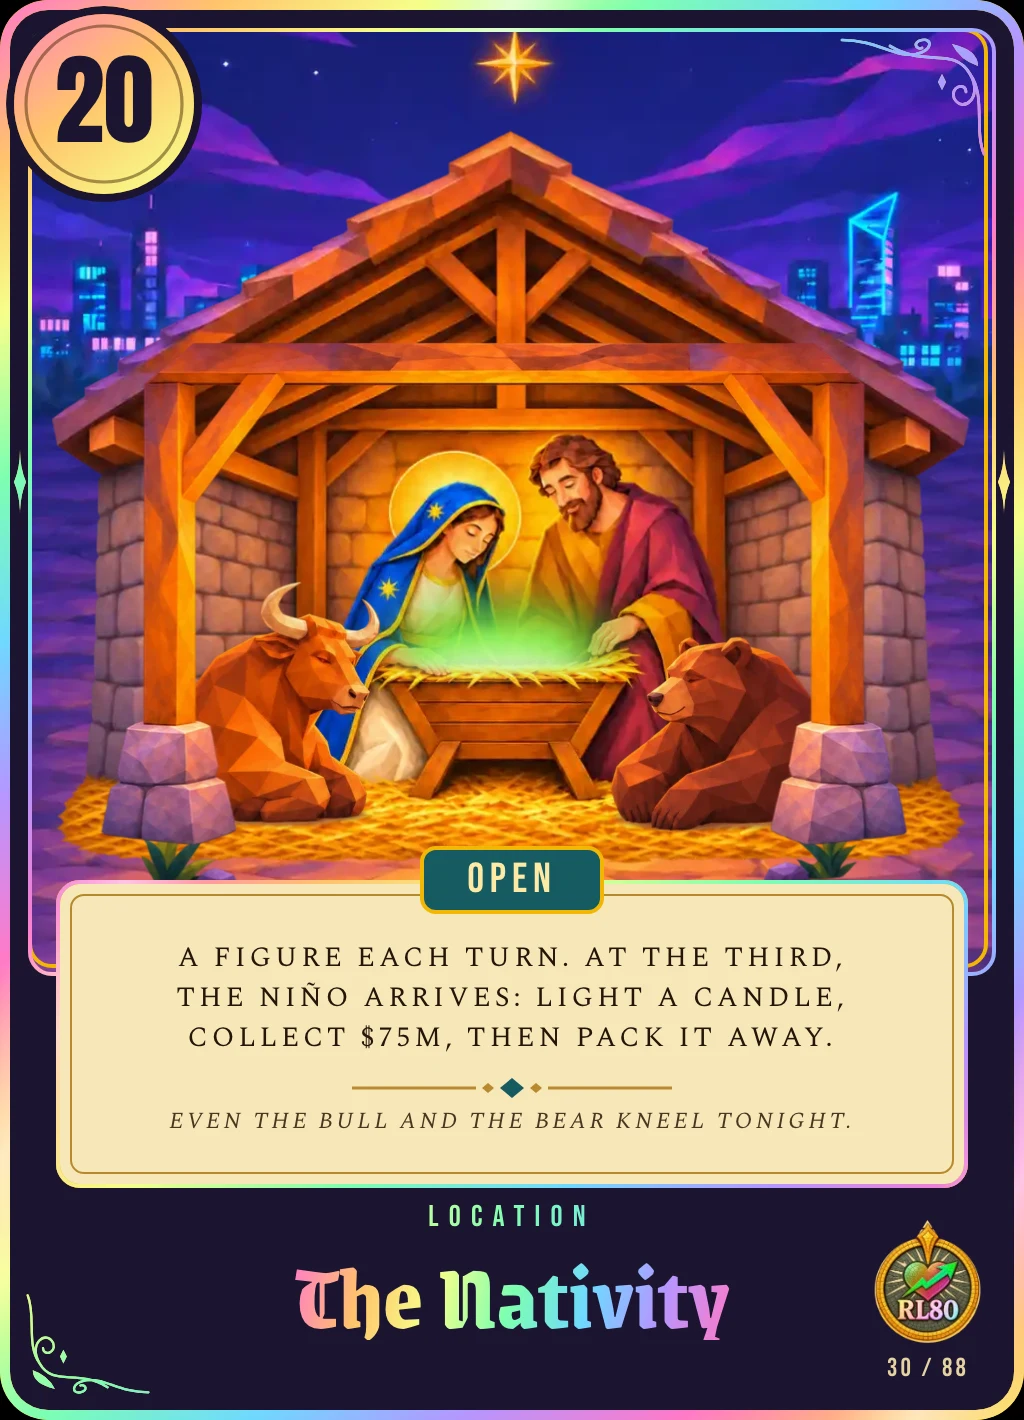 20
OPEN
A FIGURE EACH TURN. AT THE THIRD,
THE NIÑO ARRIVES: LIGHT A CANDLE,
COLLECT $75M, THEN PACK IT AWAY.
EVEN THE BULL AND THE BEAR KNEEL TONIGHT.
LOCATION
The Nativity
RL80
30 / 88